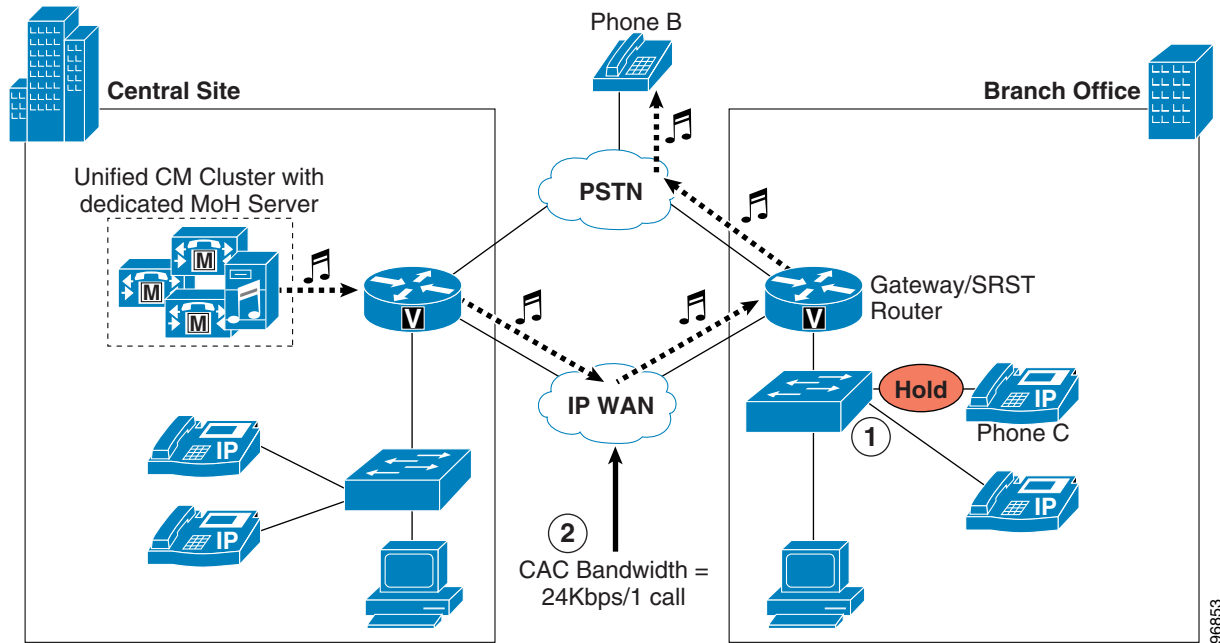 Phone B
Central Site
Branch Office
Unified CM Cluster with
dedicated MoH Server
M
M
M
PSTN
V
V
Gateway/SRST
Router
IP WAN
Hold
IP
Phone C
1
IP
IP
IP
2
CAC Bandwidth =
24Kbps/1 call
96853